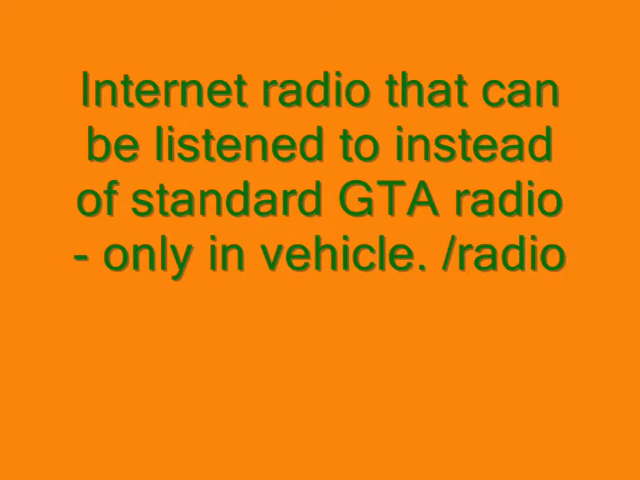 Internet radio that can
be listened to instead
of standard GTA radio
- only in vehicle. /radio